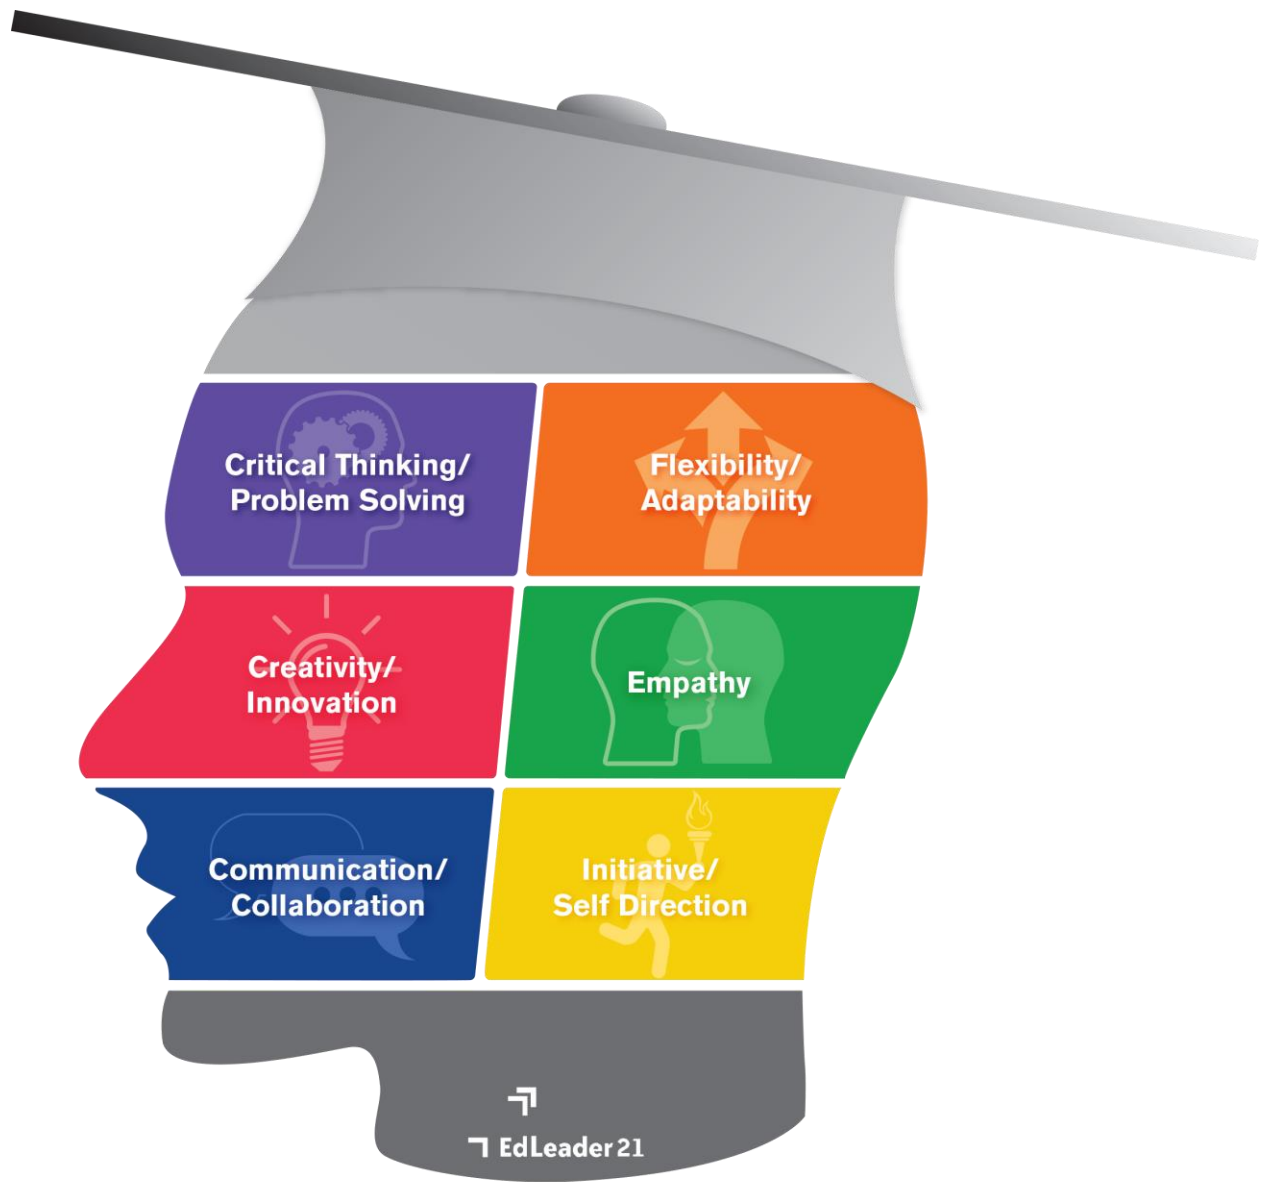 Critical Thinking/
Problem Solving
Flexibility/
Adaptability
Creativity/
Innovation
Empathy
Communication/
Collaboration
Initiative/
Self Direction
EdLeader21